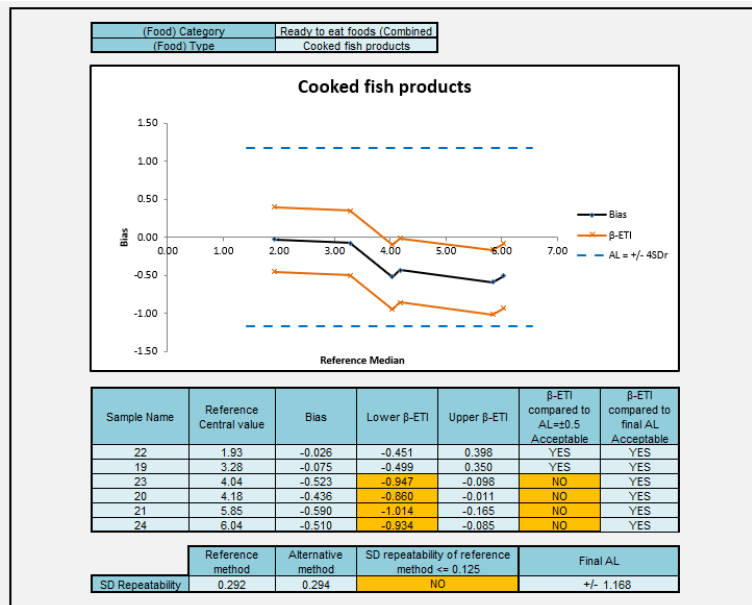 (Food) Category Ready to eat foods (Combined
(Food) Type Cooked fish products
Cooked fish products
1.50
1.00
0.50
0.00
-0.50
-1.00
-1.50
0.00 1.00 2.00 3.00 4.00 5.00 6.00 7.00
Bias
Reference Median
Bias
β-ETI
AL = +/- 4SDr
Sample Name Reference Central value Bias Lower β-ETI Upper β-ETI β-ETI compared to AL=±0.5 Acceptable β-ETI compared to final AL Acceptable
22 1.93 -0.026 -0.451 0.398 YES YES
19 3.28 -0.075 -0.499 0.350 YES YES
23 4.04 -0.523 -0.947 -0.098 NO YES
20 4.18 -0.436 -0.860 -0.011 NO YES
21 5.85 -0.590 -1.014 -0.165 NO YES
24 6.04 -0.510 -0.934 -0.085 NO YES
Reference method Alternative method SD repeatability of reference method <= 0.125 Final AL
SD Repeatability 0.292 0.294 NO +/- 1.168